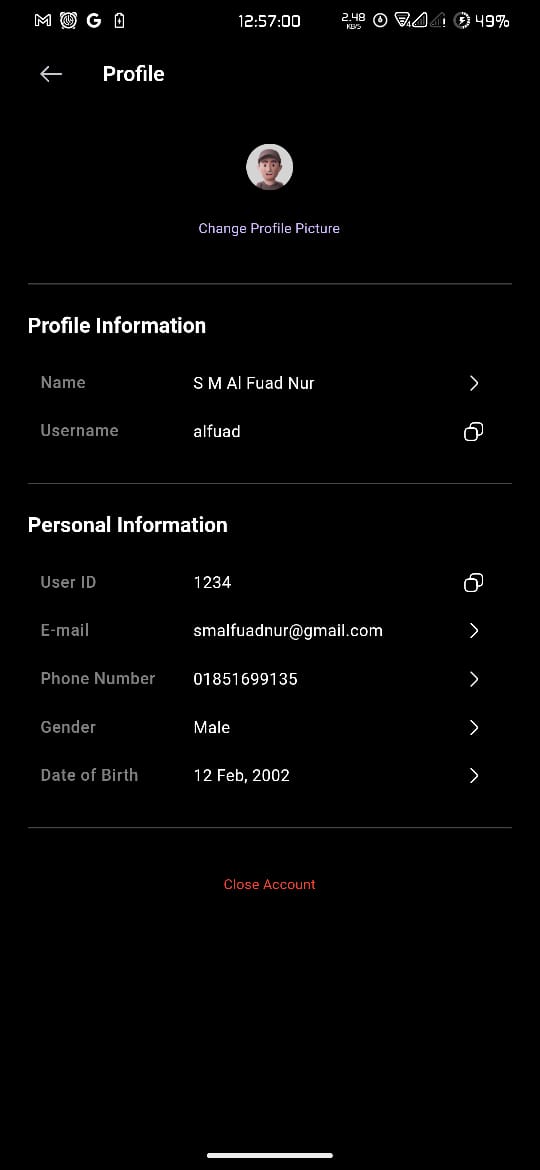 12:57:00 2.48 KB/S 49%
Profile
Change Profile Picture
Profile Information
Name S M Al Fuad Nur
Username alfuad
Personal Information
User ID 1234
E-mail smalfuadnur@gmail.com
Phone Number 01851699135
Gender Male
Date of Birth 12 Feb, 2002
Close Account